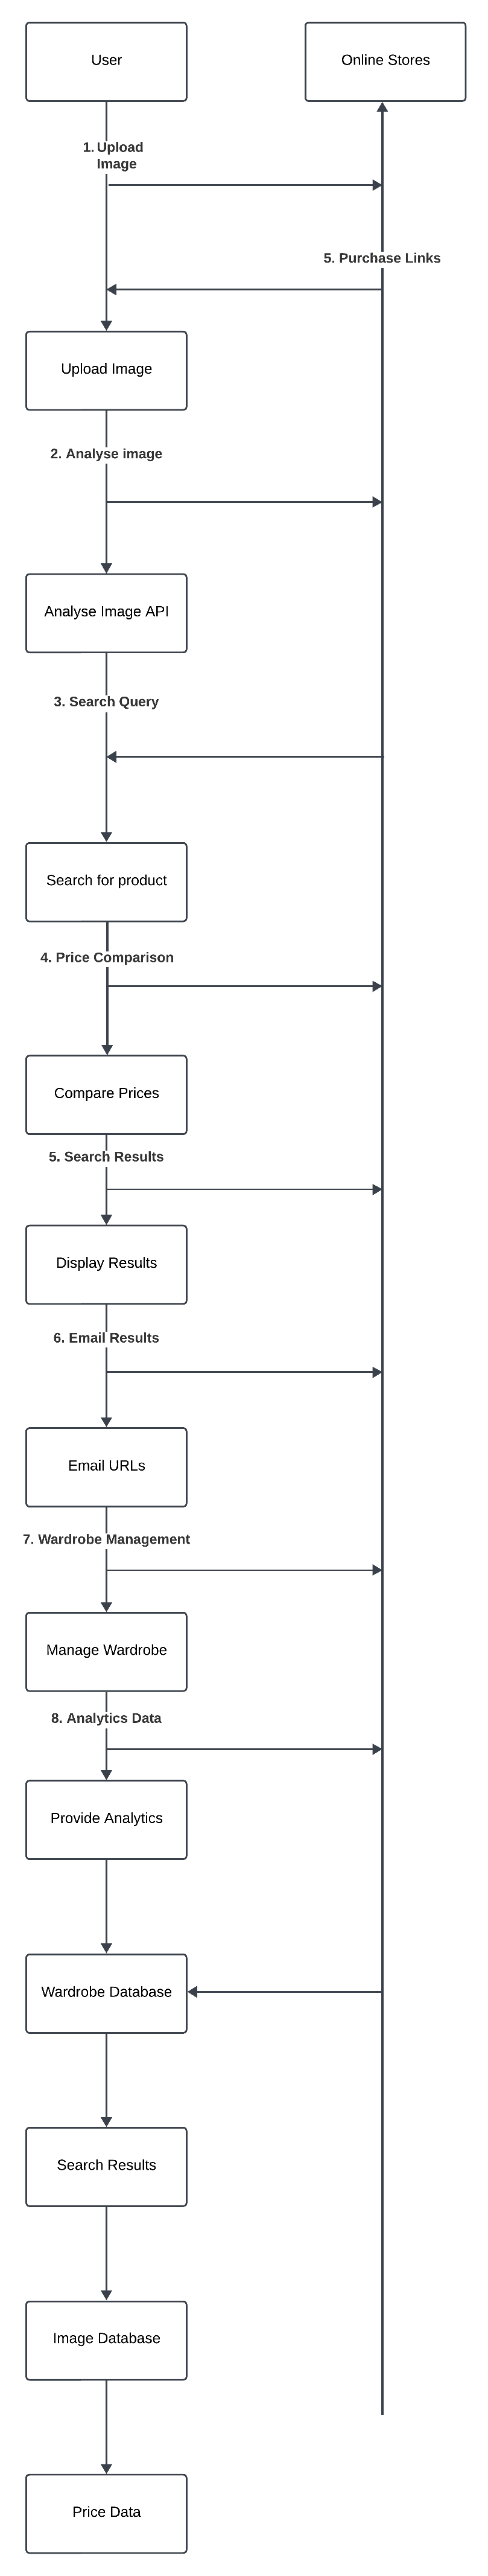 User
Online Stores
1. Upload
Image
5. Purchase Links
Upload Image
2. Analyse image
Analyse Image API
3. Search Query
Search for product
4. Price Comparison
Compare Prices
5. Search Results
Display Results
6. Email Results
Email URLs
7. Wardrobe Management
Manage Wardrobe
8. Analytics Data
Provide Analytics
Wardrobe Database
Search Results
Image Database
Price Data